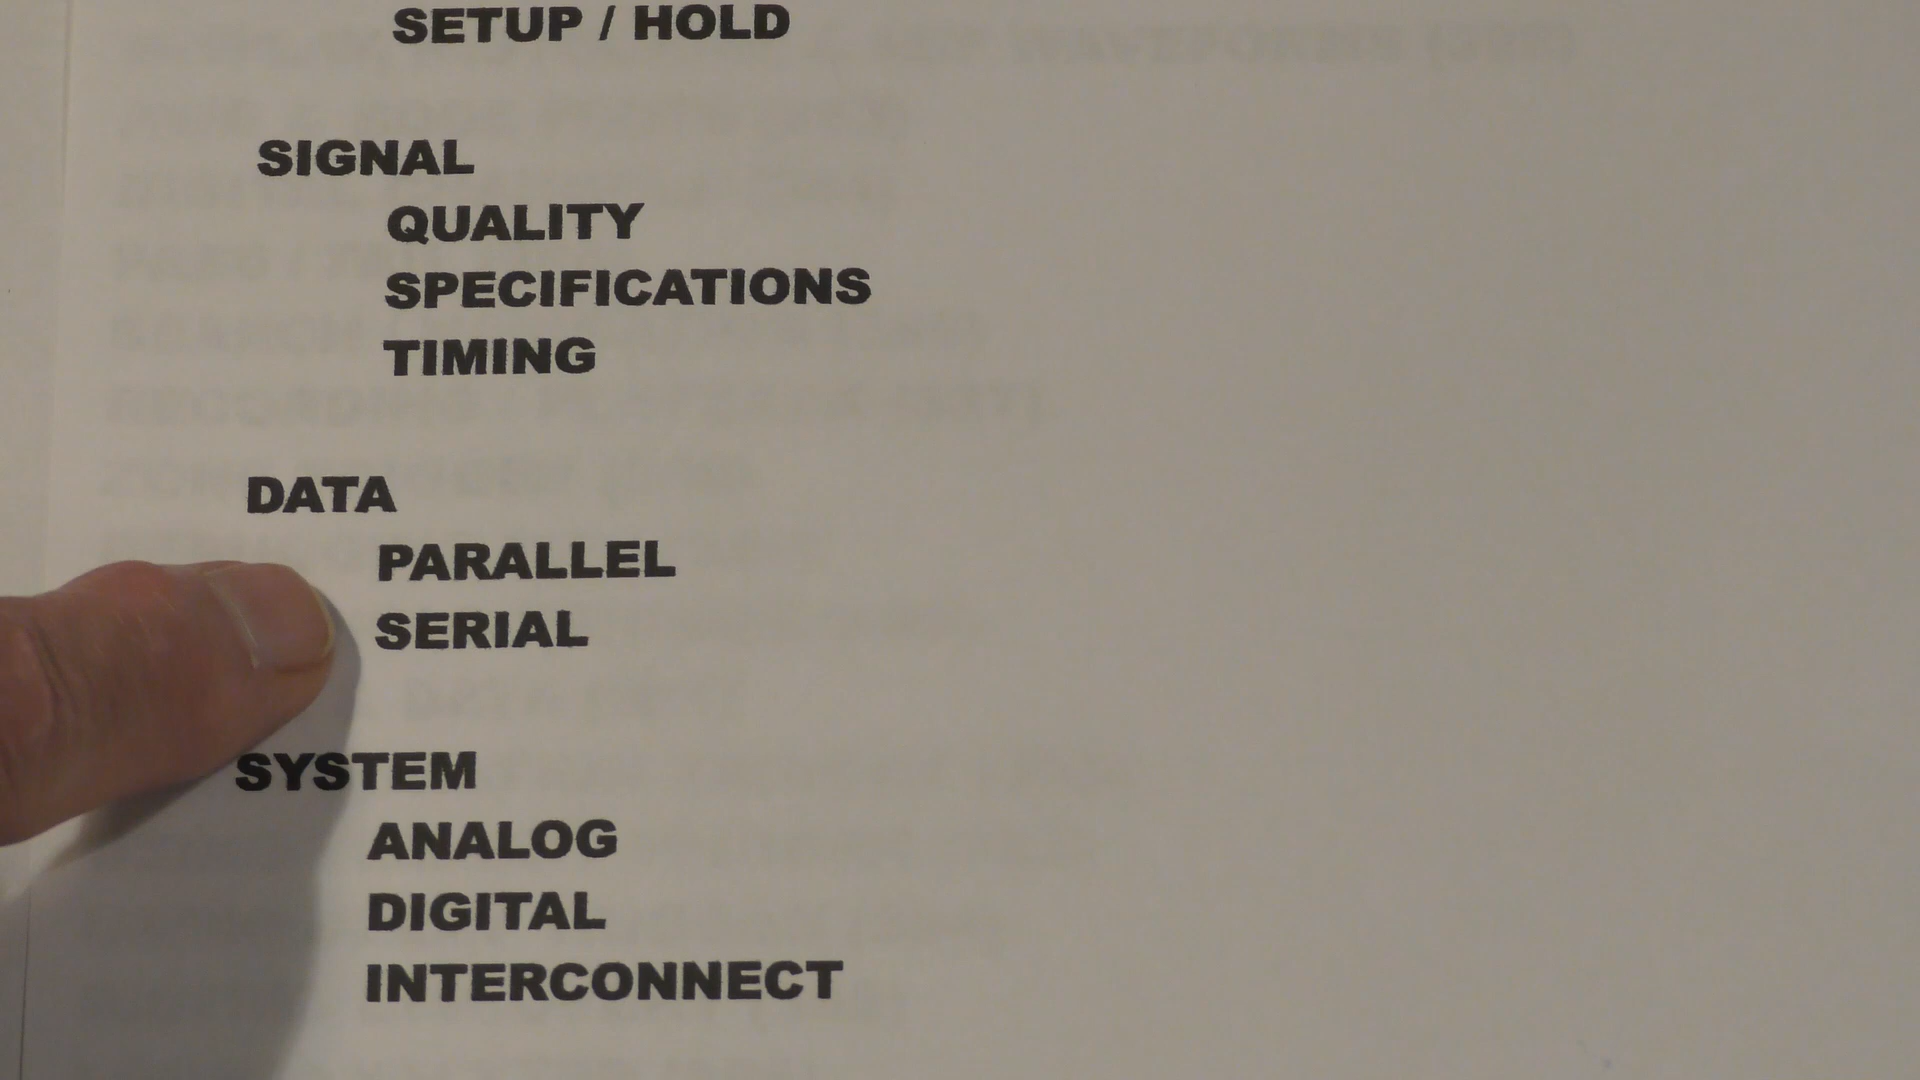 SETUP / HOLD
SIGNAL
QUALITY
SPECIFICATIONS
TIMING
DATA
PARALLEL
SERIAL
SYSTEM
ANALOG
DIGITAL
INTERCONNECT